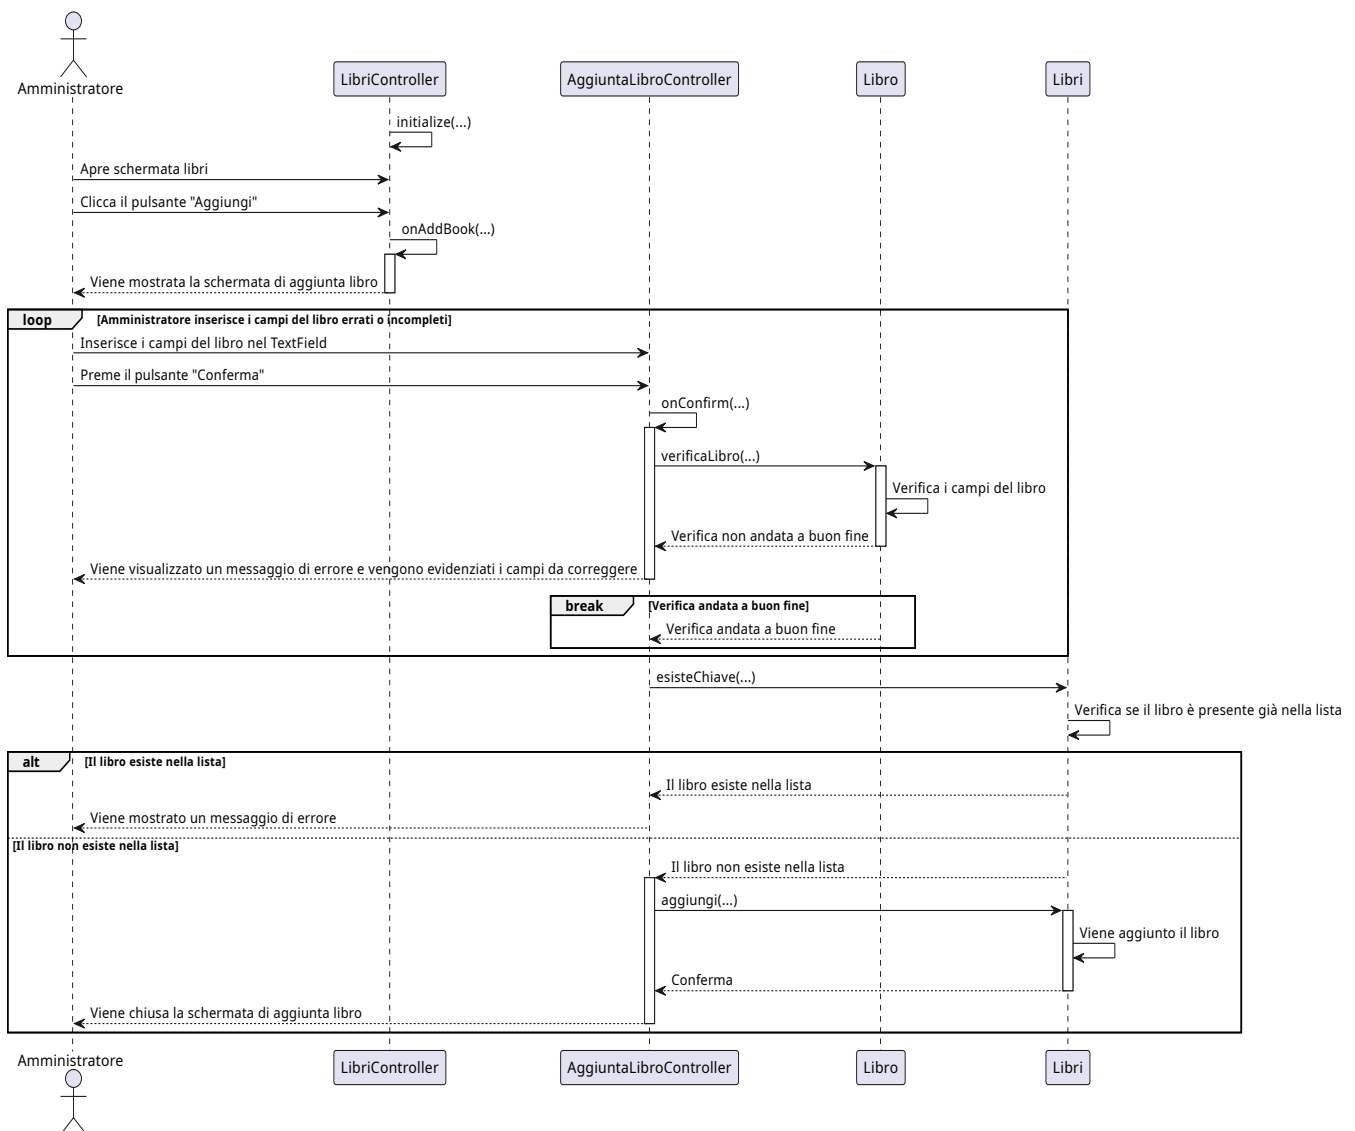 Amministratore
LibriController
AggiuntaLibroController
Libro
Libri
initialize(...)
Apre schermata libri
Clicca il pulsante "Aggiungi"
onAddBook(...)
Viene mostrata la schermata di aggiunta libro
loop [Amministratore inserisce i campi del libro errati o incompleti]
Inserisce i campi del libro nel TextField
Preme il pulsante "Conferma"
onConfirm(...)
verificaLibro(...)
Verifica i campi del libro
Verifica non andata a buon fine
Viene visualizzato un messaggio di errore e vengono evidenziati i campi da correggere
break [Verifica andata a buon fine]
Verifica andata a buon fine
esisteChiave(...)
Verifica se il libro è presente già nella lista
alt [Il libro esiste nella lista]
Il libro esiste nella lista
Viene mostrato un messaggio di errore
[Il libro non esiste nella lista]
Il libro non esiste nella lista
aggiungi(...)
Viene aggiunto il libro
Conferma
Viene chiusa la schermata di aggiunta libro
Amministratore
LibriController
AggiuntaLibroController
Libro
Libri